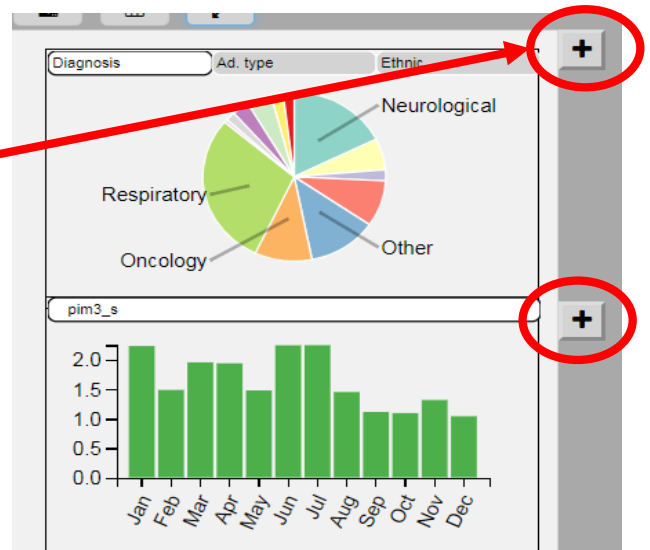 Diagnosis Ad. type Ethnic
+
Neurological
Respiratory
Other
Oncology
pim3_s
+
2.0
1.5
1.0
0.5
0.0
Jan Feb Mar Apr May Jun Jul Aug Sep Oct Nov Dec